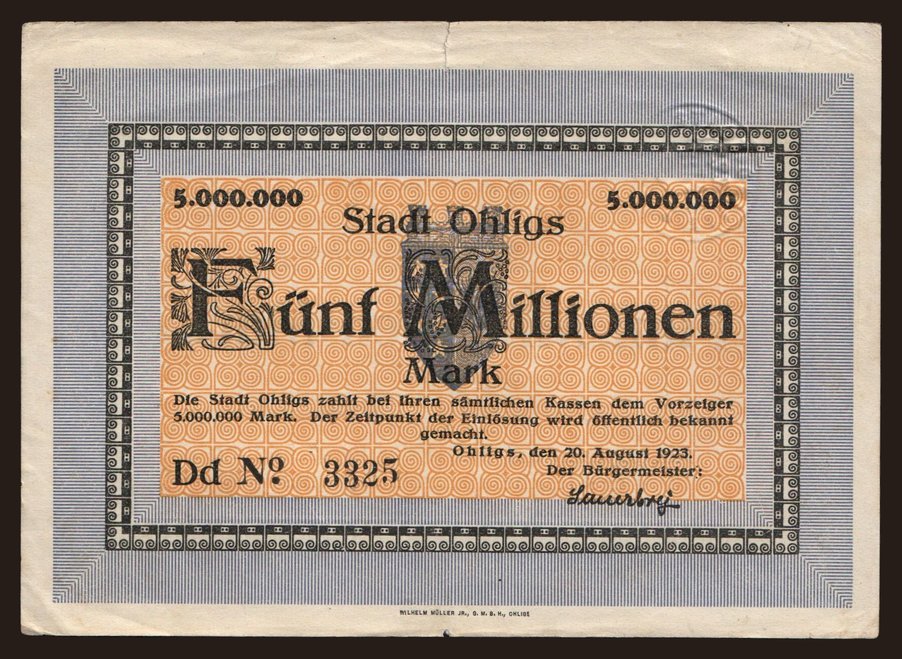 5.000.000 5.000.000
Stadt Ohligs
Fünf Millionen
Mark
Die Stadt Ohligs zahlt bei Ihren sämtlichen Kassen dem Vorzeiger
5.000.000 Mark. Der Zeitpunkt der Einlösung wird öffentlich bekannt
gemacht.
Ohligs, den 20. August 1923.
Dd No. 3325
Der Bürgermeister:
Sauerbrey
WILHELM MÜLLER JR., G. M. B. H., OHLIGS